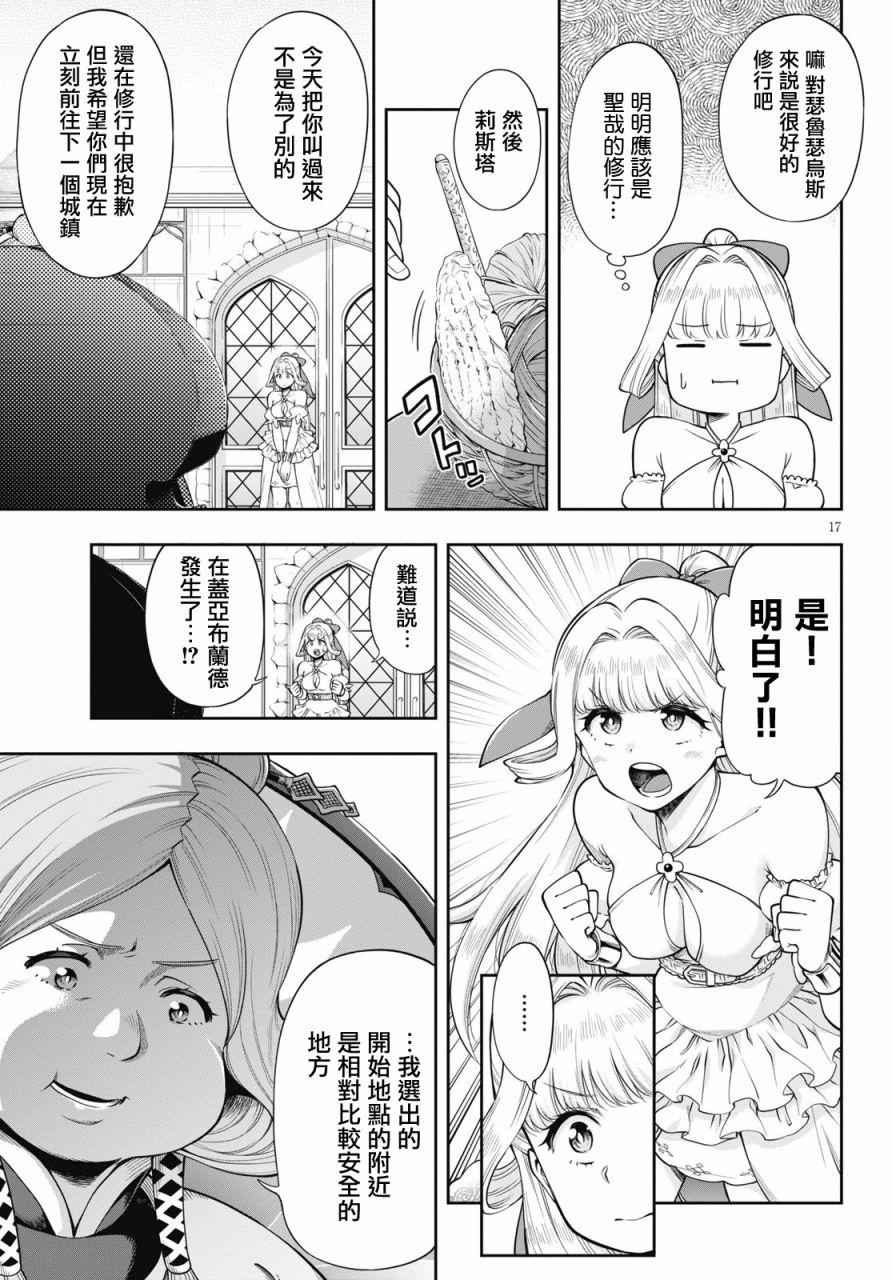 嘛 對瑟魯瑟烏斯
來說是很好的
修行吧
明明應該是
聖哉的修行…
然後
莉斯塔
クトッ
今天把你叫過來
不是為了別的
還在修行中很抱歉
但我希望你們現在
立刻前往下一個城鎮
17
是！
明白了!!
……
難道説…
在蓋亞布蘭德
發生了…!?
…我選出的
開始地點的附近
是相對比較安全的
地方